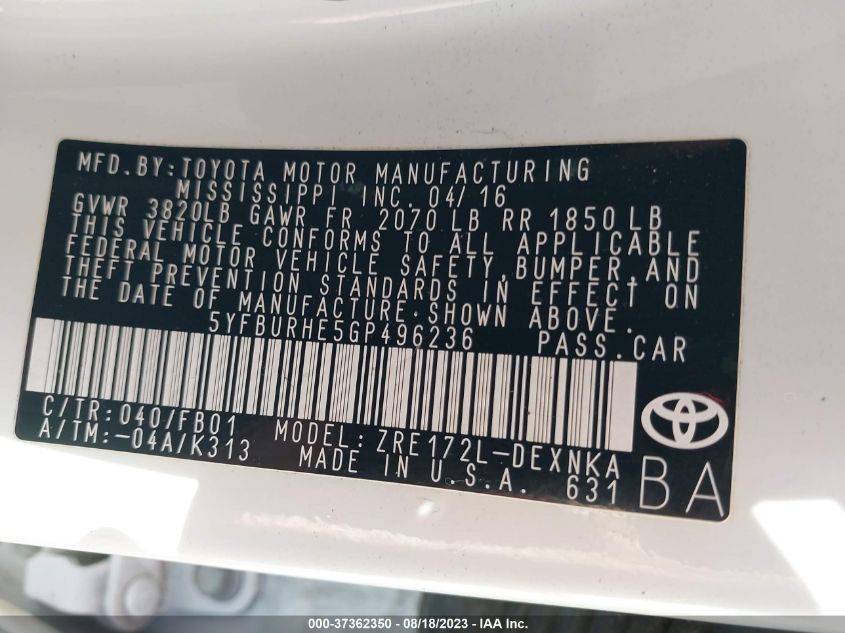 MFD.BY:TOYOTA MOTOR MANUFACTURING
MISSISSIPPI INC. 04/16
GVWR 3820LB GAWR FR 2070 LB RR 1850 LB
THIS VEHICLE CONFORMS TO ALL APPLICABLE
FEDERAL MOTOR VEHICLE SAFETY, BUMPER, AND
THEFT PREVENTION STANDARDS IN EFFECT ON
THE DATE OF MANUFACTURE SHOWN ABOVE.
5YFBURHE5GP496236 PASS.CAR
C/TR:040/FB01 MODEL: ZRE172L-DEXNKA
A/TM:-04A/K313 MADE IN U.S.A. 631
BA
000-37362350 - 08/18/2023 - IAA Inc.